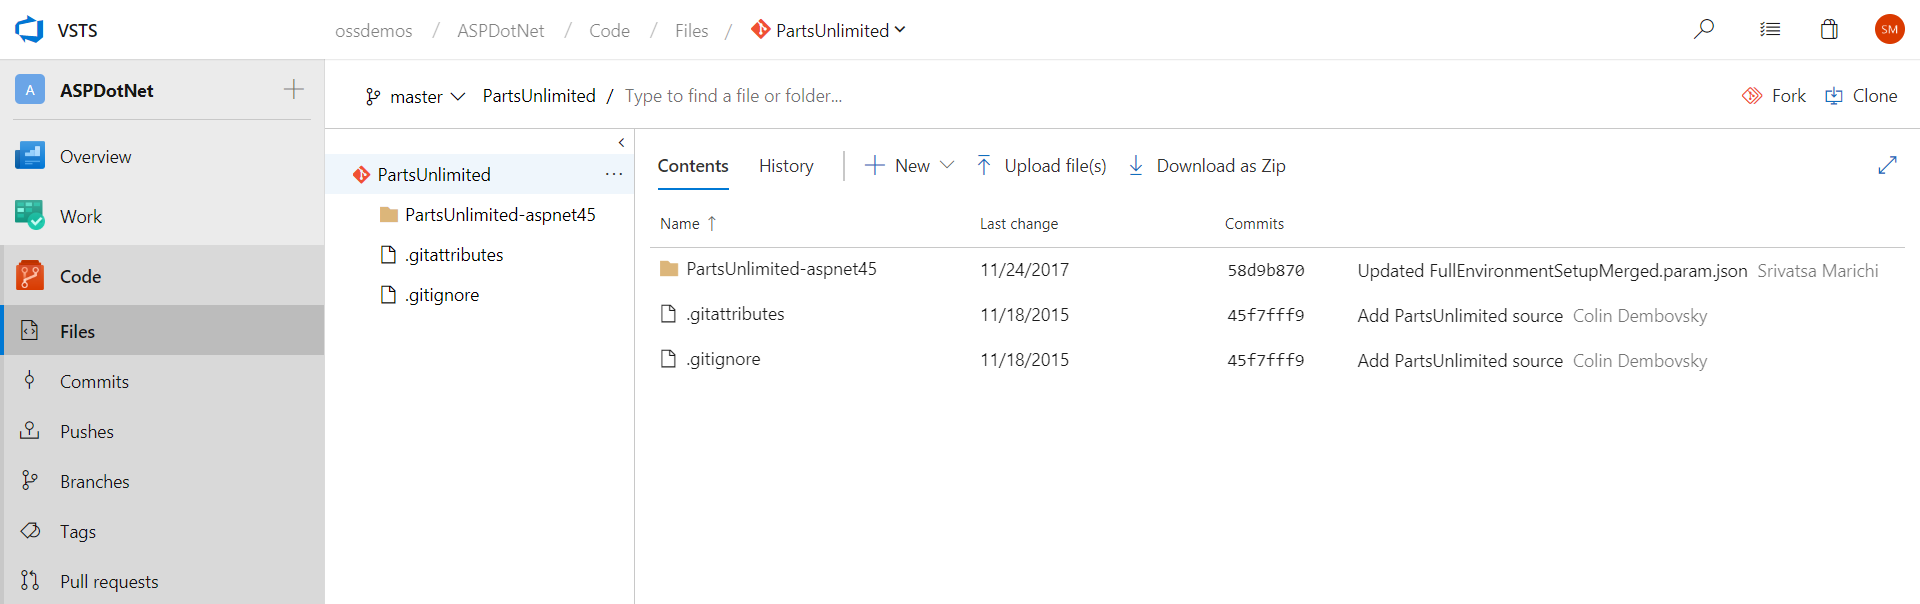 VSTS
ossdemos / ASPDotNet / Code / Files / PartsUnlimited
SM
A ASPDotNet
Overview
Work
Code
Files
Commits
Pushes
Branches
Tags
Pull requests
master PartsUnlimited / Type to find a file or folder...
Fork Clone
PartsUnlimited ...
PartsUnlimited-aspnet45
.gitattributes
.gitignore
Contents History New Upload file(s) Download as Zip
Name Last change Commits
PartsUnlimited-aspnet45 11/24/2017 58d9b870 Updated FullEnvironmentSetupMerged.param.json Srivatsa Marichi
.gitattributes 11/18/2015 45f7fff9 Add PartsUnlimited source Colin Dembovsky
.gitignore 11/18/2015 45f7fff9 Add PartsUnlimited source Colin Dembovsky